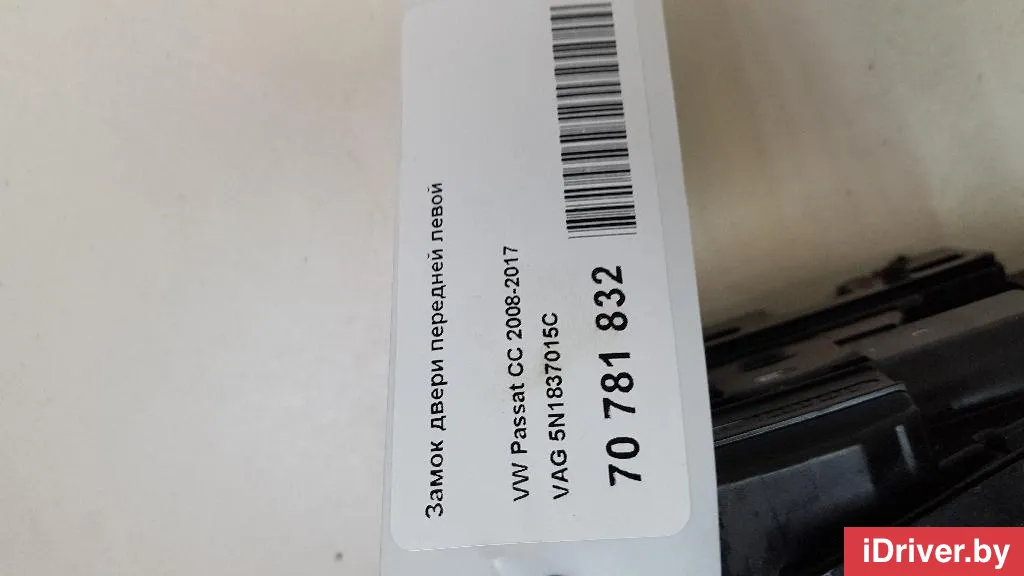 Замок двери передней левой
VW Passat CC 2008-2017
VAG 5N1837015C
70 781 832
iDriver.by